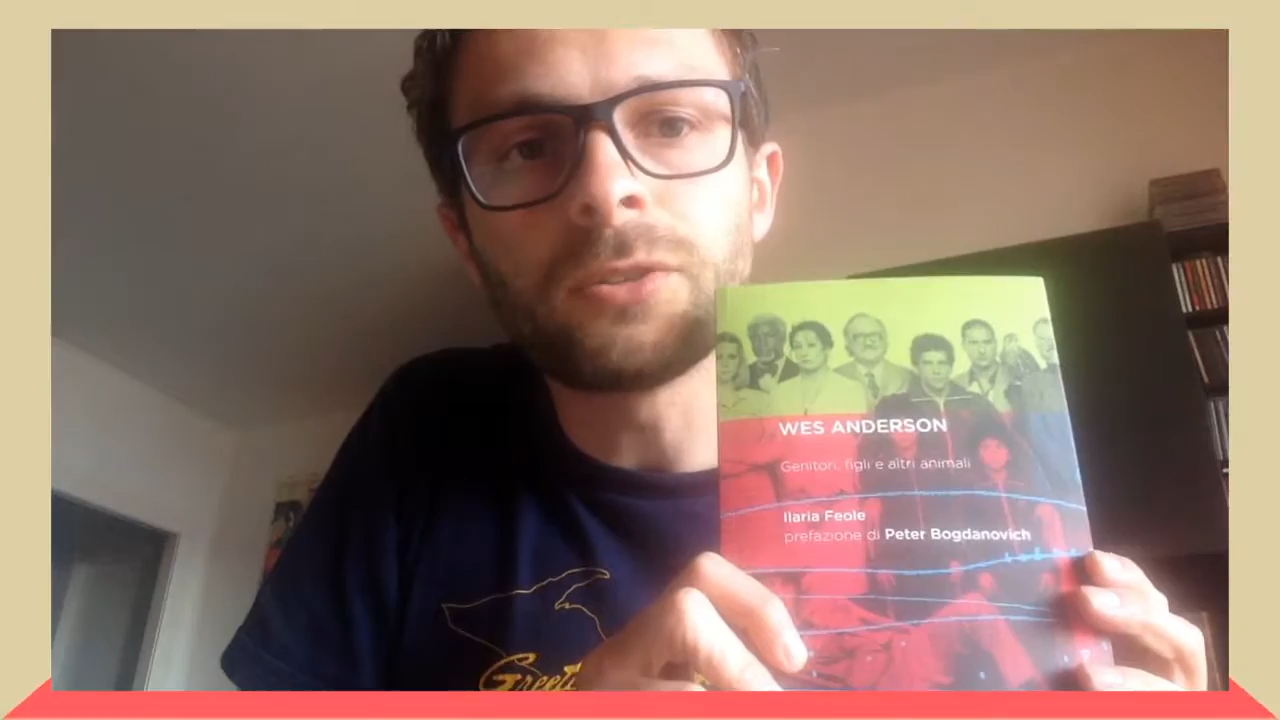 WES ANDERSON
Genitori, figli e altri animali
Ilaria Feole
prefazione di Peter Bogdanovich